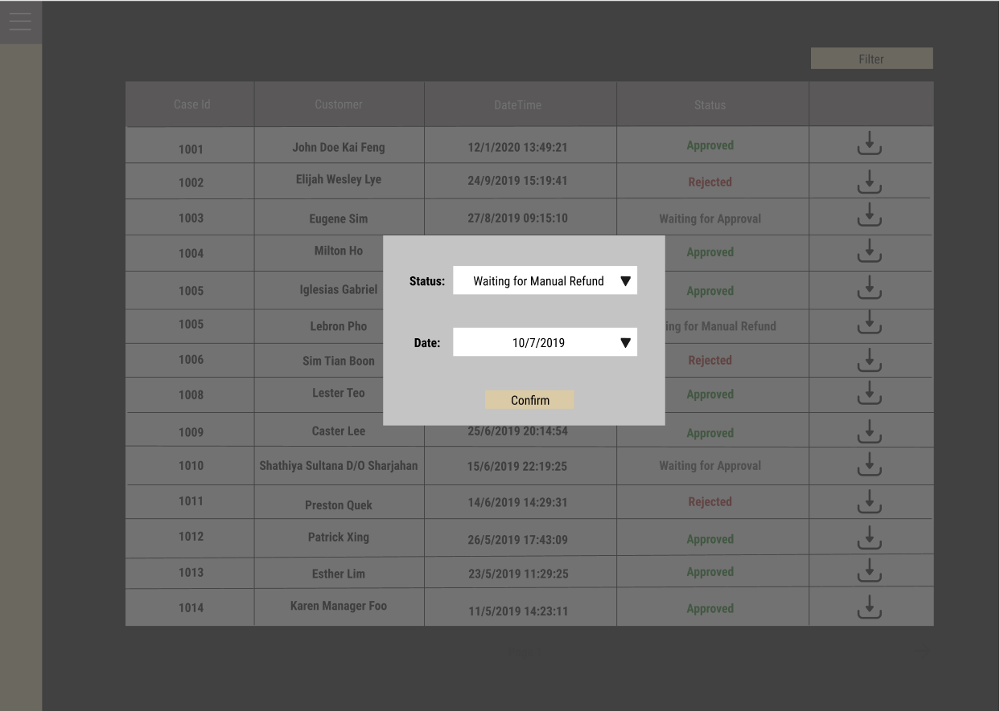 Filter
Case Id Customer DateTime Status
1001 John Doe Kai Feng 12/1/2020 13:49:21 Approved
1002 Elijah Wesley Lye 24/9/2019 15:19:41 Rejected
1003 Eugene Sim 27/8/2019 09:15:10 Waiting for Approval
1004 Milton Ho Approved
Status: Waiting for Manual Refund
1005 Iglesias Gabriel Approved
1005 Lebron Pho ing for Manual Refund
Date: 10/7/2019
1006 Sim Tian Boon Rejected
1008 Lester Teo Approved
Confirm
1009 Caster Lee 25/6/2019 20:14:54 Approved
1010 Shathiya Sultana D/O Sharjahan 15/6/2019 22:19:25 Waiting for Approval
1011 Preston Quek 14/6/2019 14:29:31 Rejected
1012 Patrick Xing 26/5/2019 17:43:09 Approved
1013 Esther Lim 23/5/2019 11:29:25 Approved
1014 Karen Manager Foo 11/5/2019 14:23:11 Approved